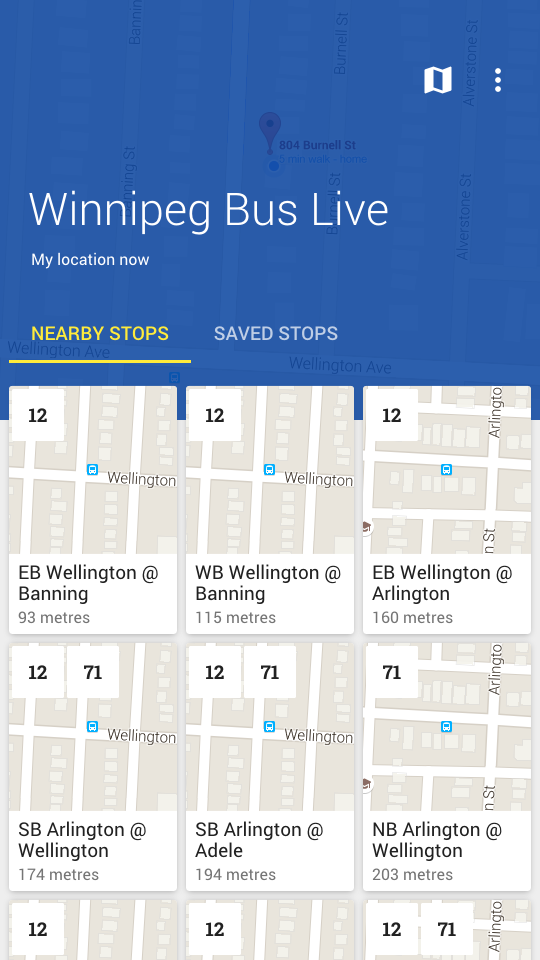 Bannin
Burnell St
Alverstone St
804 Burnell St
5 min walk - home
Banning St
Burnell St
Alverstone St
Winnipeg Bus Live
My location now
NEARBY STOPS
SAVED STOPS
Wellington Ave
Wellington Ave
12
Wellington
EB Wellington @
Banning
93 metres
12
Wellington
WB Wellington @
Banning
115 metres
12
Arlingto
n St
EB Wellington @
Arlington
160 metres
12 71
Wellington
SB Arlington @
Wellington
174 metres
12 71
Wellington
SB Arlington @
Adele
194 metres
71
Arlingto
n St
NB Arlington @
Wellington
203 metres
12
12
12 71
Arlingto